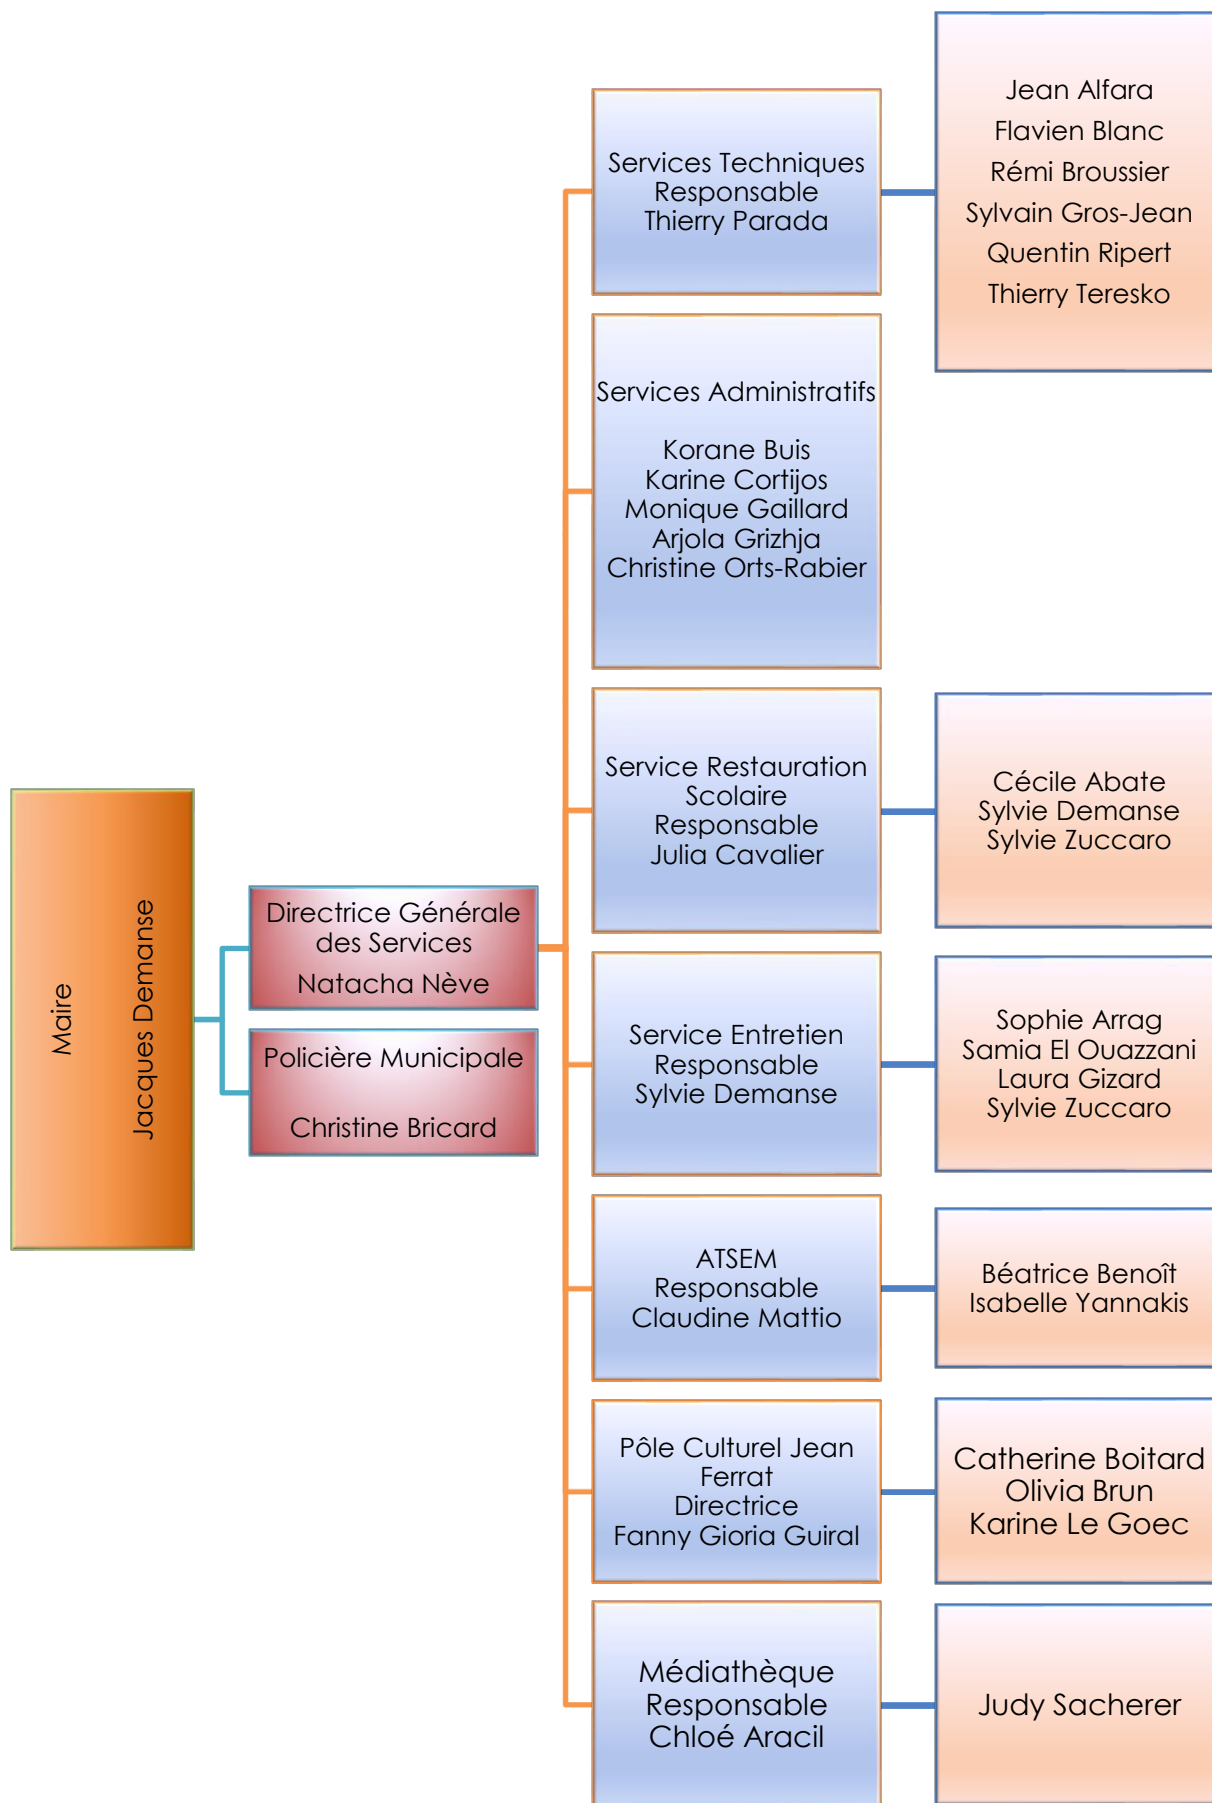 Maire
Jacques Demanse
Directrice Générale
des Services
Natacha Nève
Policière Municipale
Christine Bricard
Services Techniques
Responsable
Thierry Parada
Jean Alfara
Flavien Blanc
Rémi Broussier
Sylvain Gros-Jean
Quentin Ripert
Thierry Teresko
Services Administratifs
Korane Buis
Karine Cortijos
Monique Gaillard
Arjola Grizhja
Christine Orts-Rabier
Service Restauration
Scolaire
Responsable
Julia Cavalier
Cécile Abate
Sylvie Demanse
Sylvie Zuccaro
Service Entretien
Responsable
Sylvie Demanse
Sophie Arrag
Samia El Ouazzani
Laura Gizard
Sylvie Zuccaro
ATSEM
Responsable
Claudine Mattio
Béatrice Benoît
Isabelle Yannakis
Pôle Culturel Jean
Ferrat
Directrice
Fanny Gioria Guiral
Catherine Boitard
Olivia Brun
Karine Le Goec
Médiathèque
Responsable
Chloé Aracil
Judy Sacherer